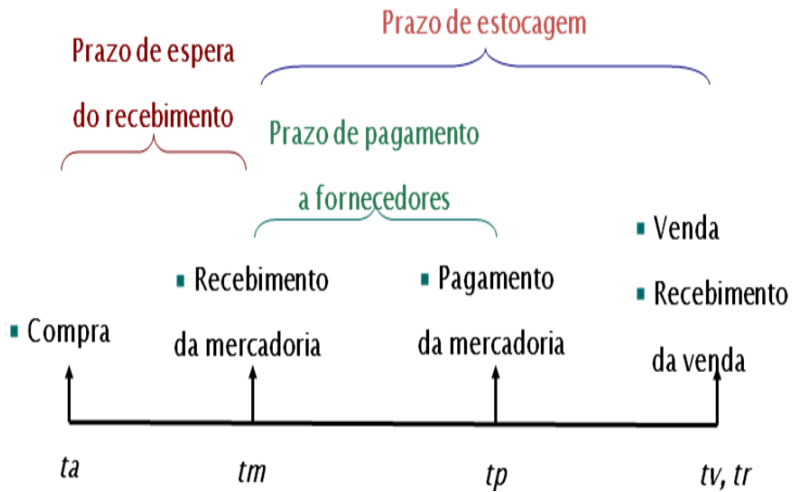 Prazo de estocagem
Prazo de espera
do recebimento
Prazo de pagamento
a fornecedores
▪ Venda
▪ Recebimento
da venda
▪ Recebimento
da mercadoria
▪ Pagamento
da mercadoria
▪ Compra
ta
tm
tp
tv, tr